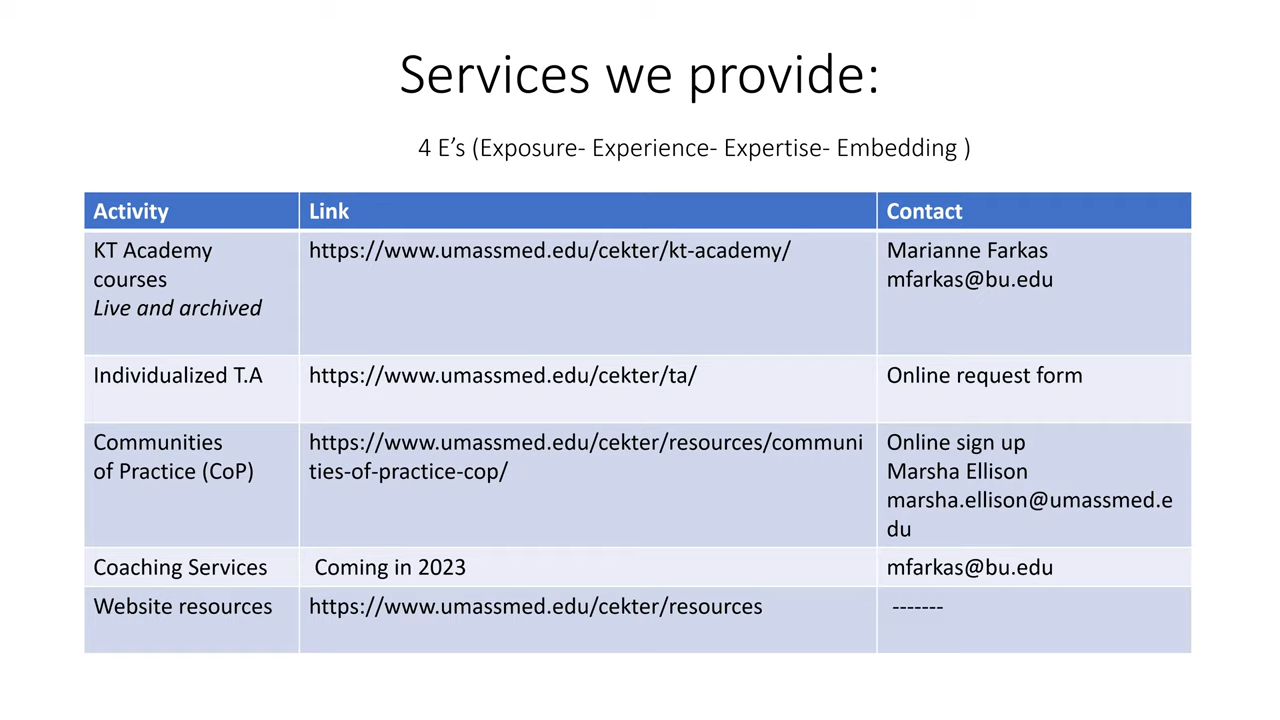 Services we provide:
4 E’s (Exposure- Experience- Expertise- Embedding )
Activity
Link
Contact
KT Academy
courses
Live and archived
https://www.umassmed.edu/cekter/kt-academy/
Marianne Farkas
mfarkas@bu.edu
Individualized T.A
https://www.umassmed.edu/cekter/ta/
Online request form
Communities
of Practice (CoP)
https://www.umassmed.edu/cekter/resources/communi
ties-of-practice-cop/
Online sign up
Marsha Ellison
marsha.ellison@umassmed.e
du
Coaching Services
Coming in 2023
mfarkas@bu.edu
Website resources
https://www.umassmed.edu/cekter/resources
-------